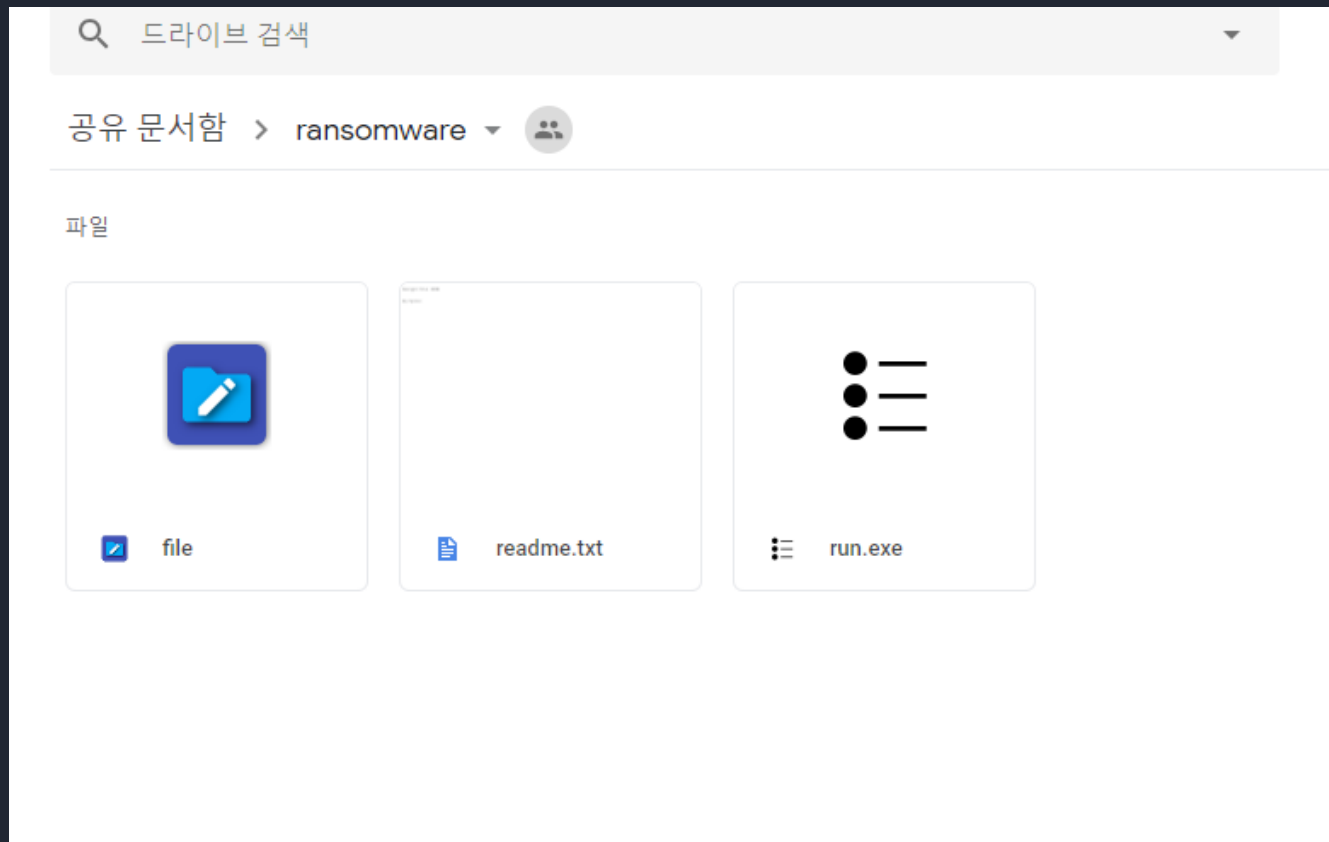 드라이브 검색
공유 문서함 > ransomware
파일
file
readme.txt
run.exe